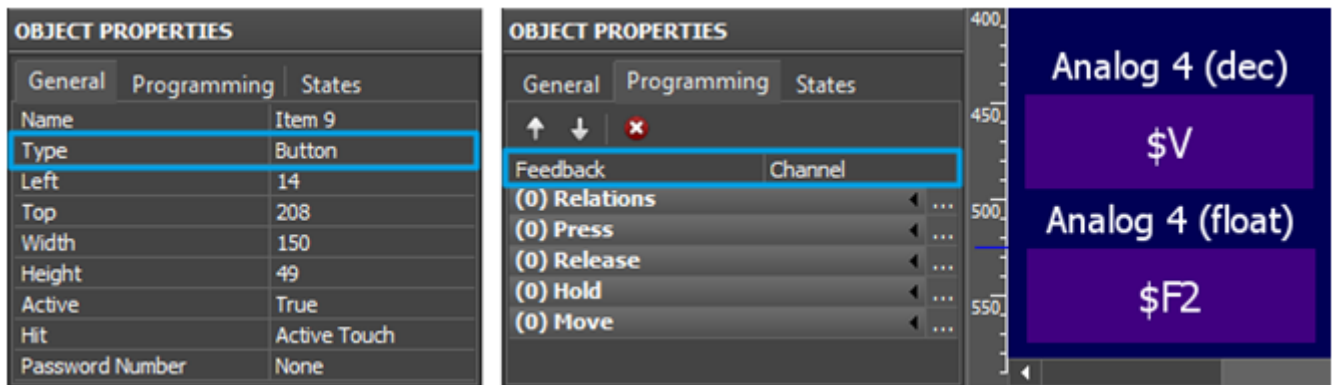 OBJECT PROPERTIES
General Programming States
Name Item 9
Type Button
Left 14
Top 208
Width 150
Height 49
Active True
Hit Active Touch
Password Number None
OBJECT PROPERTIES
General Programming States
Feedback Channel
(0) Relations ...
(0) Press ...
(0) Release ...
(0) Hold ...
(0) Move ...
400
450
500
550
Analog 4 (dec)
$V
Analog 4 (float)
$F2